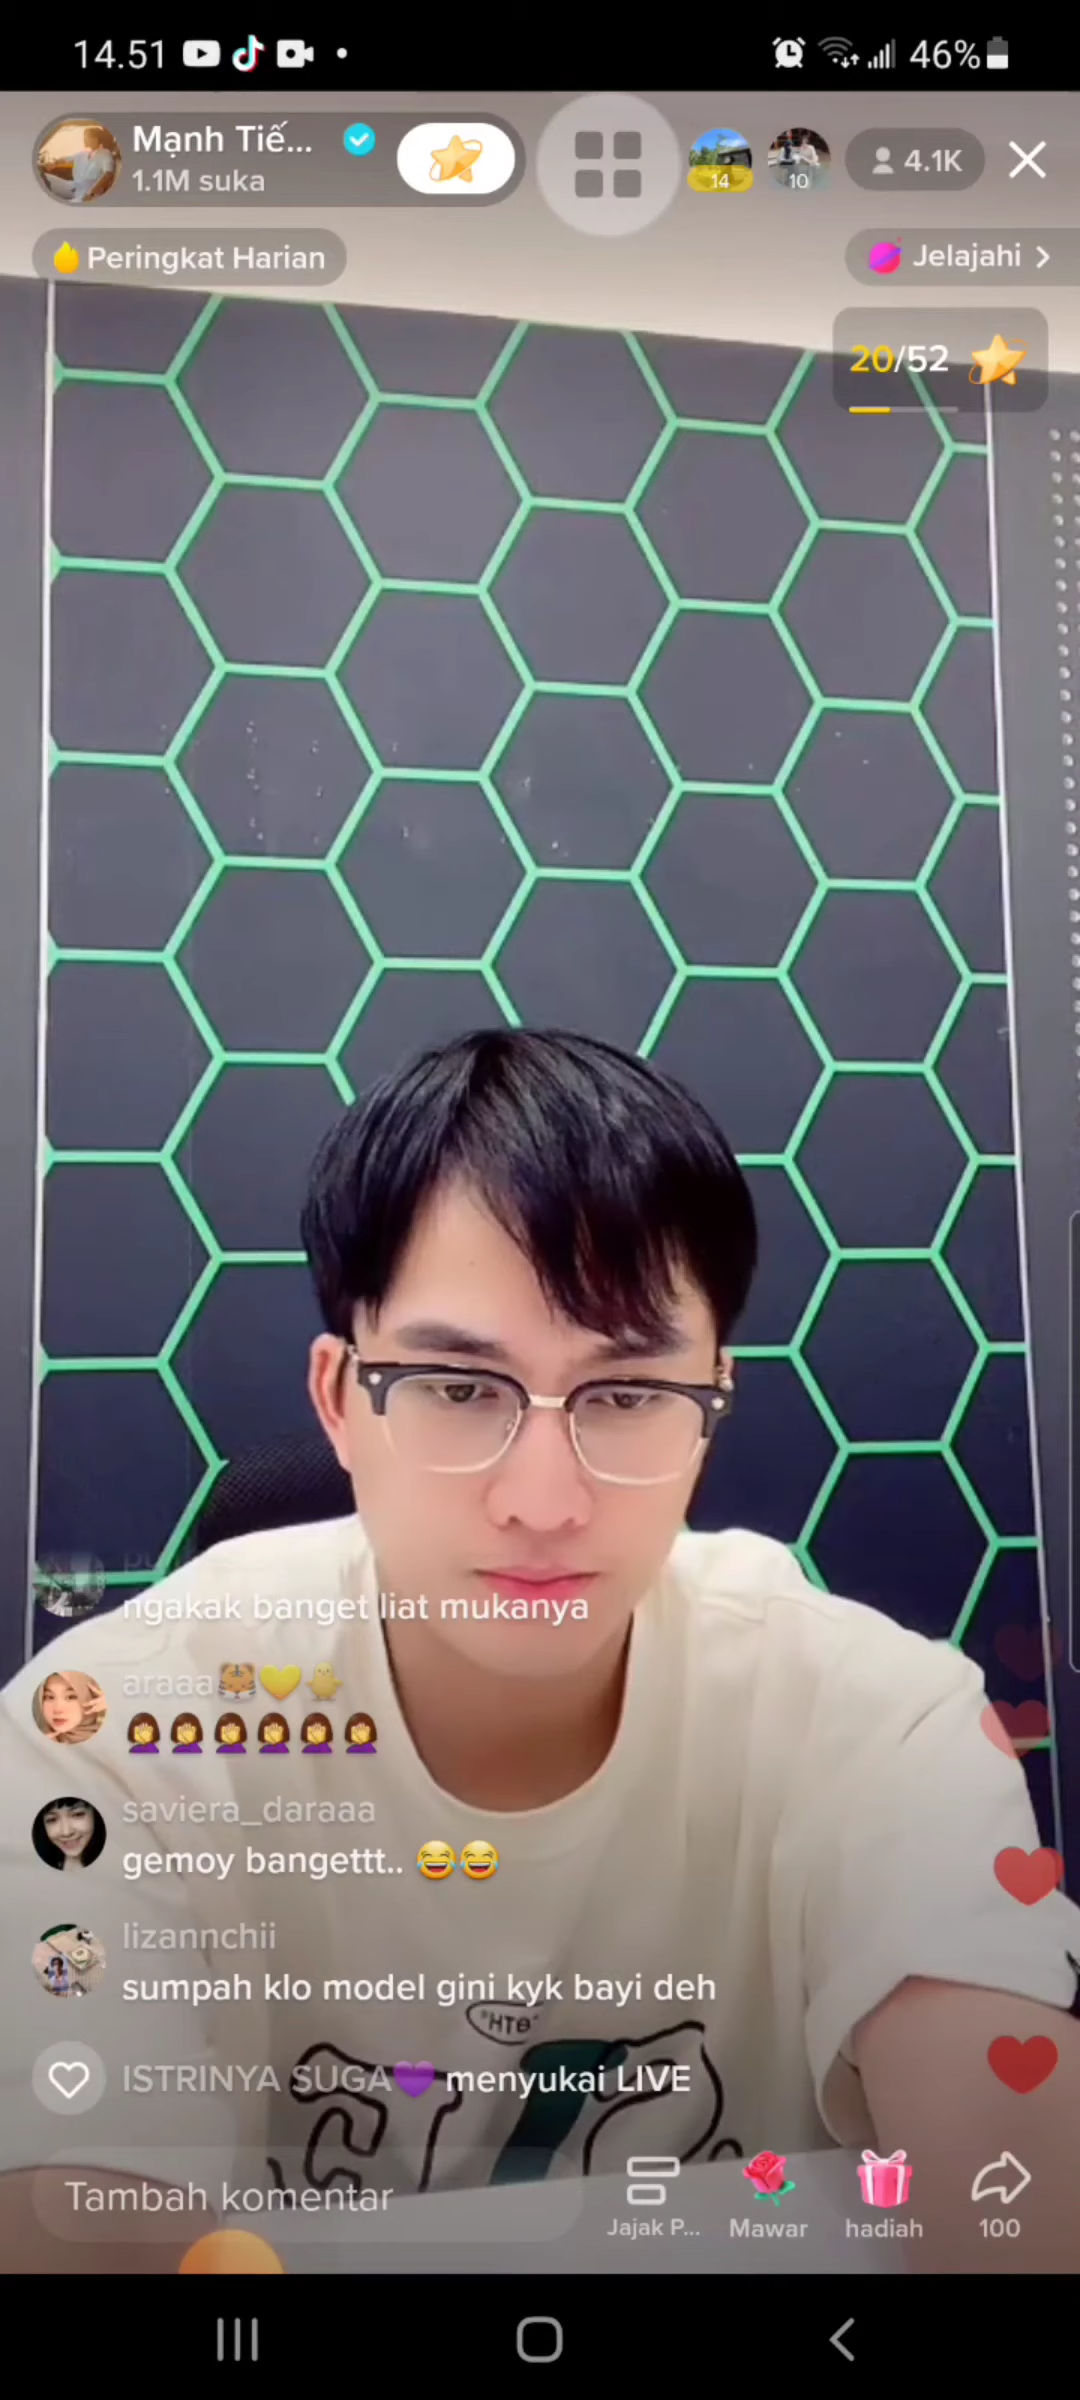 14.51
46%
Mạnh Tiế...
1.1M suka
14
10
4.1K
Peringkat Harian
Jelajahi
20/52
ngakak banget liat mukanya
araaa🐯💛🐥
🤦‍♀️🤦‍♀️🤦‍♀️🤦‍♀️🤦‍♀️🤦‍♀️
saviera_daraaa
gemoy bangettt.. 😂😂
lizannchii
sumpah klo model gini kyk bayi deh
"HTθ"
ISTRINYA SUGA💜 menyukai LIVE
Tambah komentar
Jajak P...
Mawar
hadiah
100